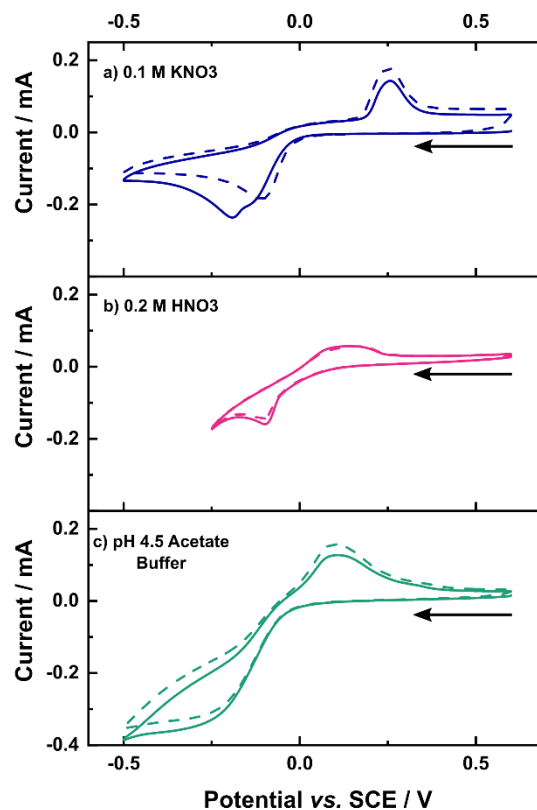 -0.5 0.0 0.5
a) 0.1 M KNO3
Current / mA
0.2
0.0
-0.2
b) 0.2 HNO3
Current / mA
0.2
0.0
-0.2
c) pH 4.5 Acetate
Buffer
Current / mA
0.2
0.0
-0.2
-0.4
-0.5 0.0 0.5
Potential vs. SCE / V